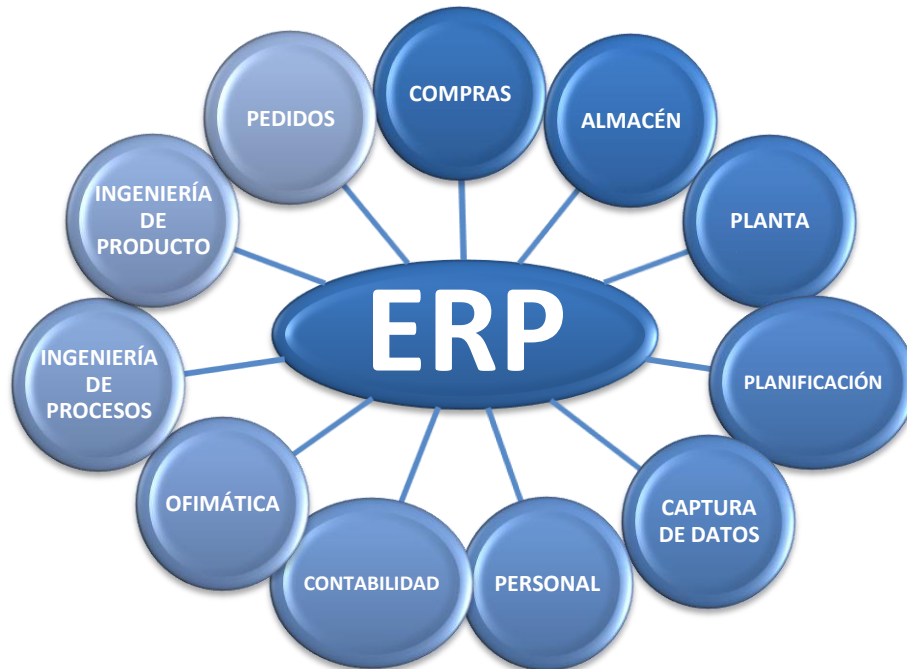 COMPRAS
PEDIDOS
ALMACÉN
INGENIERÍA
DE
PRODUCTO
PLANTA
ERP
INGENIERÍA
DE
PROCESOS
PLANIFICACIÓN
OFIMÁTICA
CAPTURA
DE DATOS
CONTABILIDAD
PERSONAL